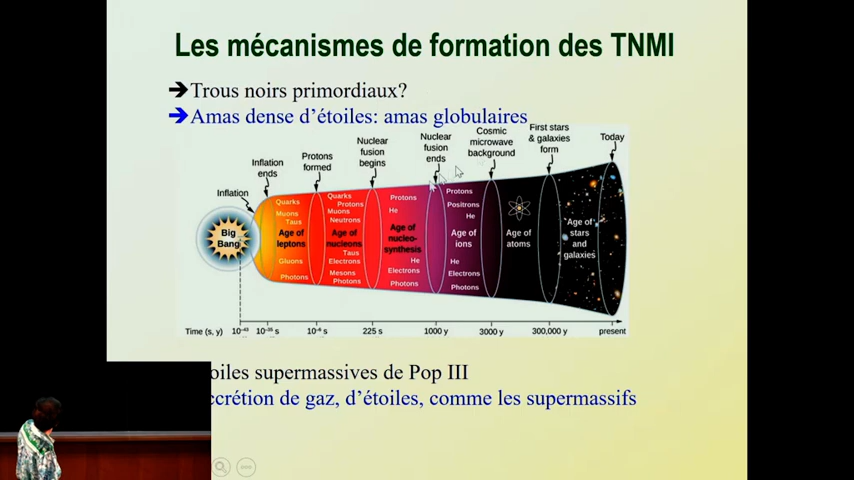 Les mécanismes de formation des TNMI
➔Trous noirs primordiaux?
➔Amas dense d'étoiles: amas globulaires
Inflation
Inflation
ends
Protons
formed
Nuclear
fusion
begins
Nuclear
fusion
ends
Cosmic
microwave
background
First stars
& galaxies
form
Today
Big
Bang
Quarks
Muons
Taus
Age of
leptons
Gluons
Photons
Quarks
Protons
Muons
Neutrons
Age of
nucleons
Taus
Electrons
Mesons
Photons
Protons
He
Age of
nucleo-
synthesis
He
Electrons
Photons
Protons
Positrons
He
Age of
ions
He
Electrons
Photons
Age of
atoms
Age of
stars
and
galaxies
Time (s, y) 10⁻⁴³ 10⁻³⁵ s 10⁻⁶ s 225 s 1000 y 3000 y 300,000 y present
oiles supermassives de Pop III
ccrétion de gaz, d'étoiles, comme les supermassifs